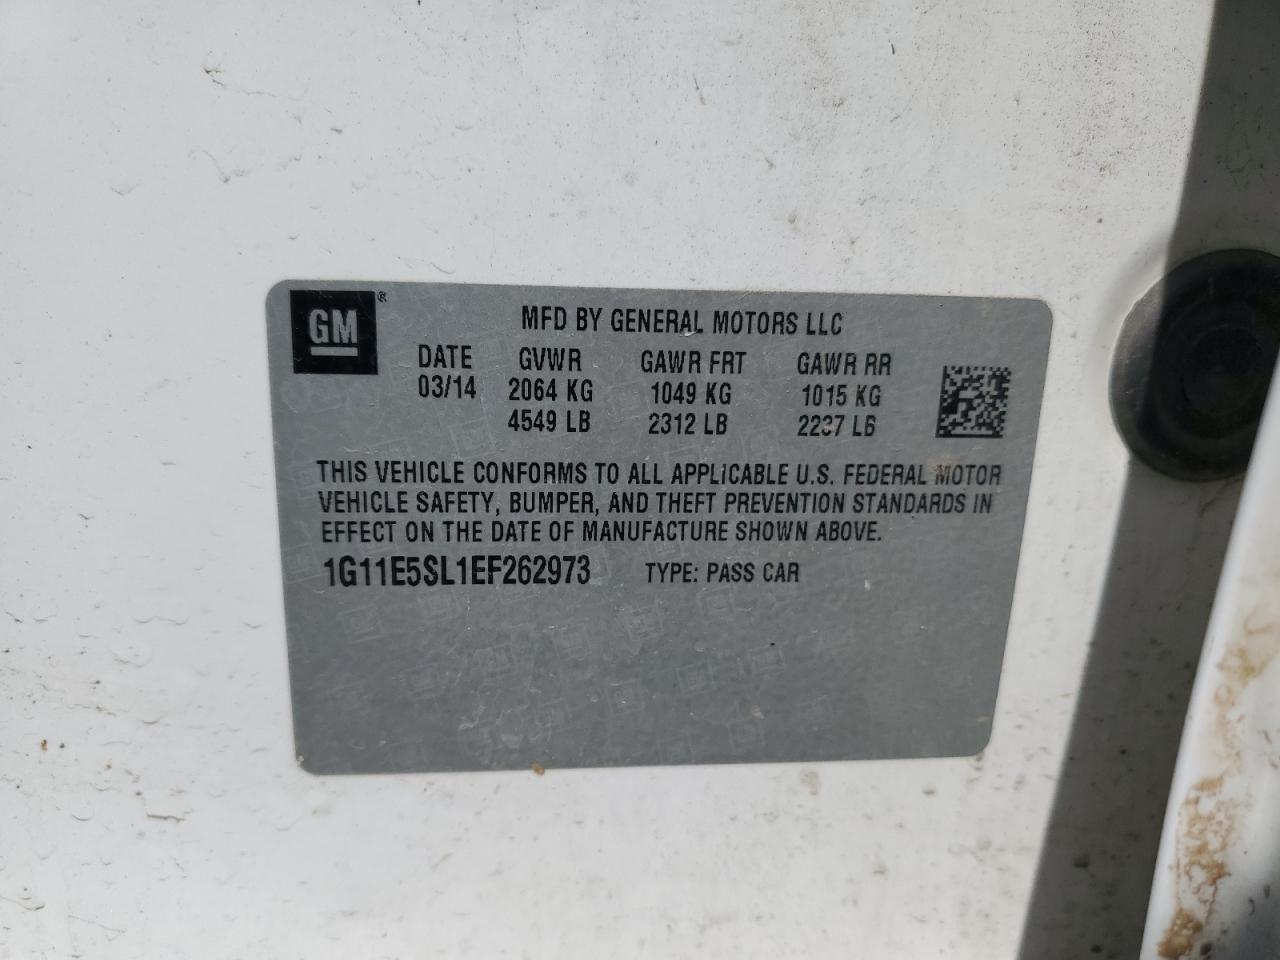 GM ®
MFD BY GENERAL MOTORS LLC
DATE GVWR GAWR FRT GAWR RR
03/14 2064 KG 1049 KG 1015 KG
4549 LB 2312 LB 2237 LB
THIS VEHICLE CONFORMS TO ALL APPLICABLE U.S. FEDERAL MOTOR
VEHICLE SAFETY, BUMPER, AND THEFT PREVENTION STANDARDS IN
EFFECT ON THE DATE OF MANUFACTURE SHOWN ABOVE.
1G11E5SL1EF262973 TYPE: PASS CAR